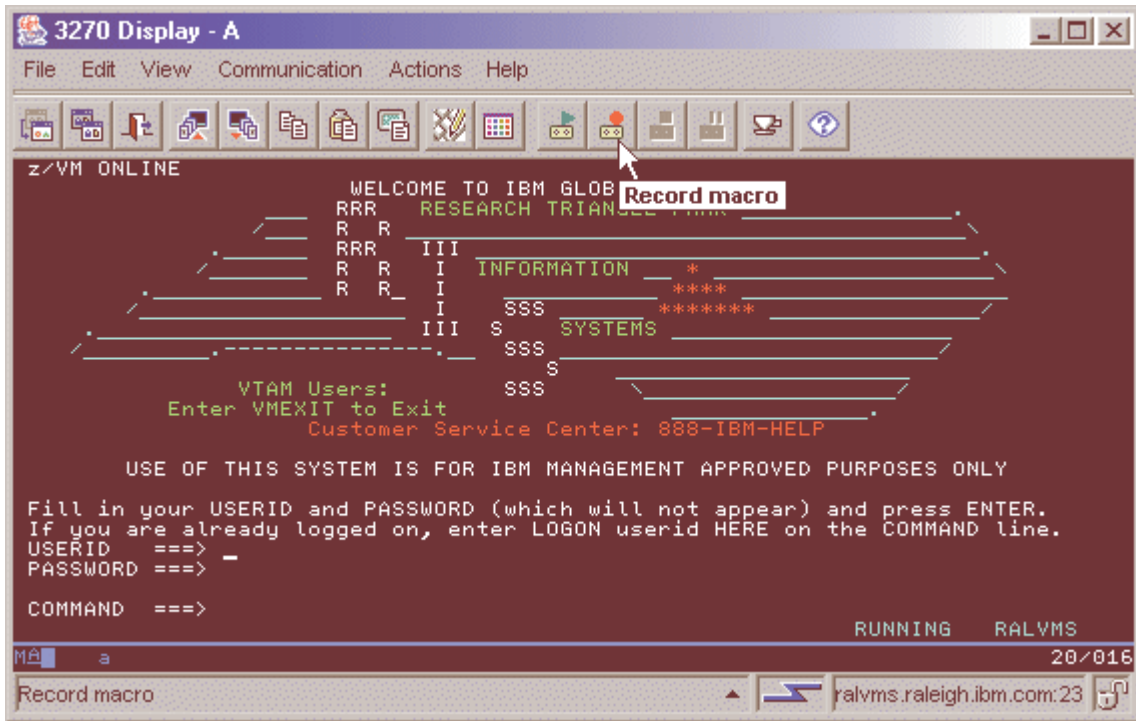 3270 Display - A
File Edit View Communication Actions Help
z/VM ONLINE
WELCOME TO IBM GLOB
Record macro
RRR RESEARCH TRIANGLE PARK
R R
RRR III
R R I INFORMATION *
R R_ I ****
I SSS *******
III S SYSTEMS
SSS
S
VTAM Users: SSS
Enter VMEXIT to Exit
Customer Service Center: 888-IBM-HELP
USE OF THIS SYSTEM IS FOR IBM MANAGEMENT APPROVED PURPOSES ONLY
Fill in your USERID and PASSWORD (which will not appear) and press ENTER.
If you are already logged on, enter LOGON userid HERE on the COMMAND line.
USERID ===> _
PASSWORD ===>
COMMAND ===>
RUNNING RALVMS
MA a 20/016
Record macro ralvms.raleigh.ibm.com:23